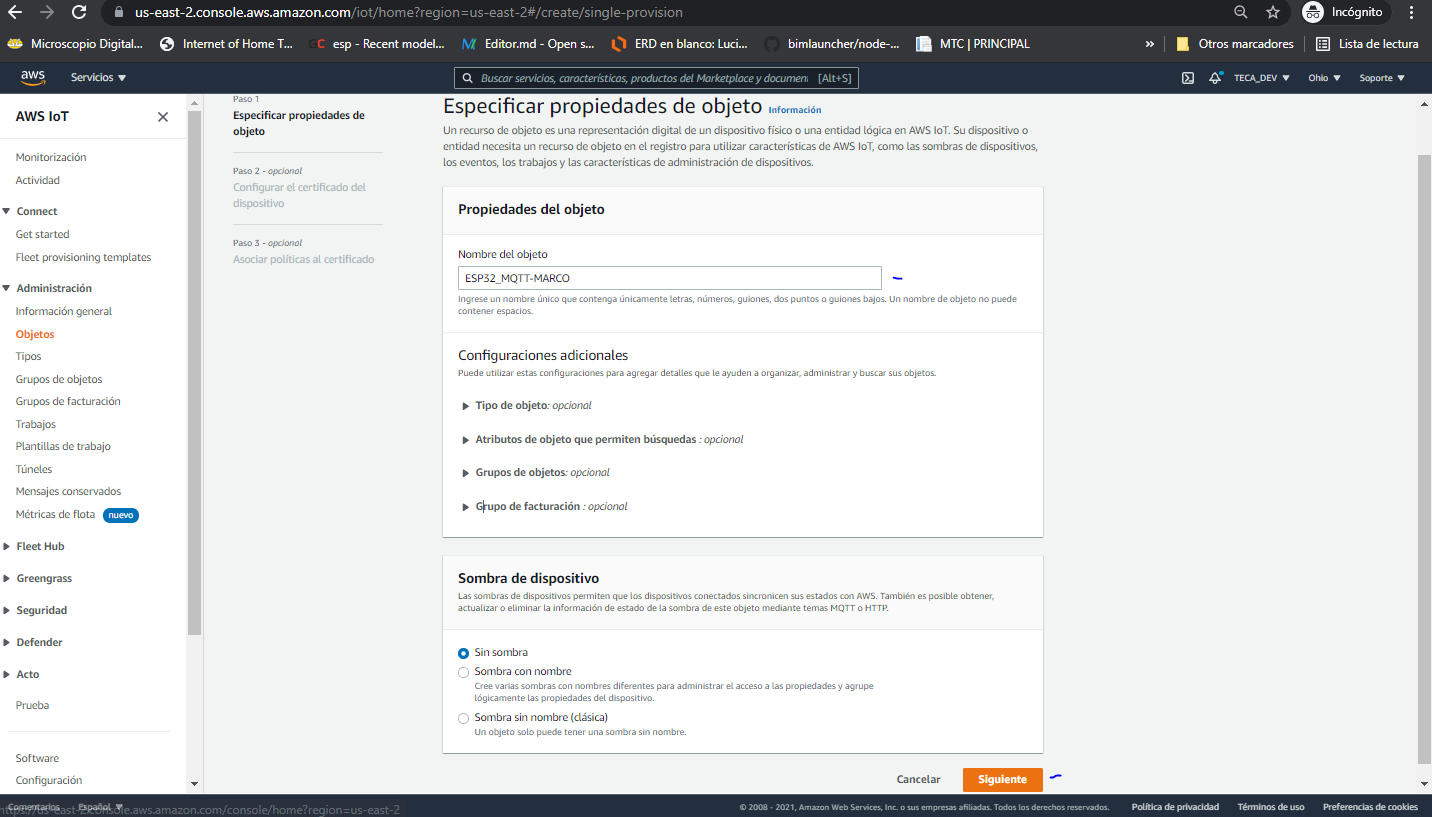 us-east-2.console.aws.amazon.com/iot/home?region=us-east-2#/create/single-provision
Incógnito
Microscopio Digital...
Internet of Home T...
esp - Recent model...
Editor.md - Open s...
ERD en blanco: Luci...
bimlauncher/node-...
MTC | PRINCIPAL
»
Otros marcadores
Lista de lectura
aws
Servicios
Buscar servicios, características, productos del Marketplace y documen
[Alt+S]
TECA_DEV
Ohio
Soporte
AWS IoT
Monitorización
Actividad
Connect
Get started
Fleet provisioning templates
Administración
Información general
Objetos
Tipos
Grupos de objetos
Grupos de facturación
Trabajos
Plantillas de trabajo
Túneles
Mensajes conservados
Métricas de flota nuevo
Fleet Hub
Greengrass
Seguridad
Defender
Acto
Prueba
Software
Configuración
Paso 1
Especificar propiedades de
objeto
Paso 2 - opcional
Configurar el certificado del
dispositivo
Paso 3 - opcional
Asociar políticas al certificado
Especificar propiedades de objeto Información
Un recurso de objeto es una representación digital de un dispositivo físico o una entidad lógica en AWS IoT. Su dispositivo o
entidad necesita un recurso de objeto en el registro para utilizar características de AWS IoT, como las sombras de dispositivos,
los eventos, los trabajos y las características de administración de dispositivos.
Propiedades del objeto
Nombre del objeto
ESP32_MQTT-MARCO
Ingrese un nombre único que contenga únicamente letras, números, guiones, dos puntos o guiones bajos. Un nombre de objeto no puede
contener espacios.
Configuraciones adicionales
Puede utilizar estas configuraciones para agregar detalles que le ayuden a organizar, administrar y buscar sus objetos.
Tipo de objeto: opcional
Atributos de objeto que permiten búsquedas : opcional
Grupos de objetos: opcional
Grupo de facturación : opcional
Sombra de dispositivo
Las sombras de dispositivos permiten que los dispositivos conectados sincronicen sus estados con AWS. También es posible obtener,
actualizar o eliminar la información de estado de la sombra de este objeto mediante temas MQTT o HTTP.
Sin sombra
Sombra con nombre
Cree varias sombras con nombres diferentes para administrar el acceso a las propiedades y agrupe
lógicamente las propiedades del dispositivo.
Sombra sin nombre (clásica)
Un objeto solo puede tener una sombra sin nombre.
Cancelar
Siguiente
Comentarios
Español
https://us-east-2.console.aws.amazon.com/console/home?region=us-east-2
© 2008 - 2021, Amazon Web Services, Inc. o sus empresas afiliadas. Todos los derechos reservados.
Política de privacidad
Términos de uso
Preferencias de cookies